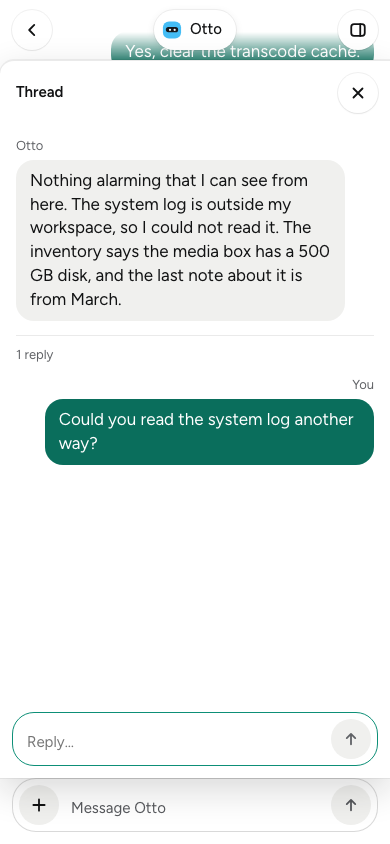 Otto
Yes, clear the transcode cache.
Thread
Otto
Nothing alarming that I can see from
here. The system log is outside my
workspace, so I could not read it. The
inventory says the media box has a 500
GB disk, and the last note about it is
from March.
1 reply
You
Could you read the system log another
way?
Reply...
Message Otto